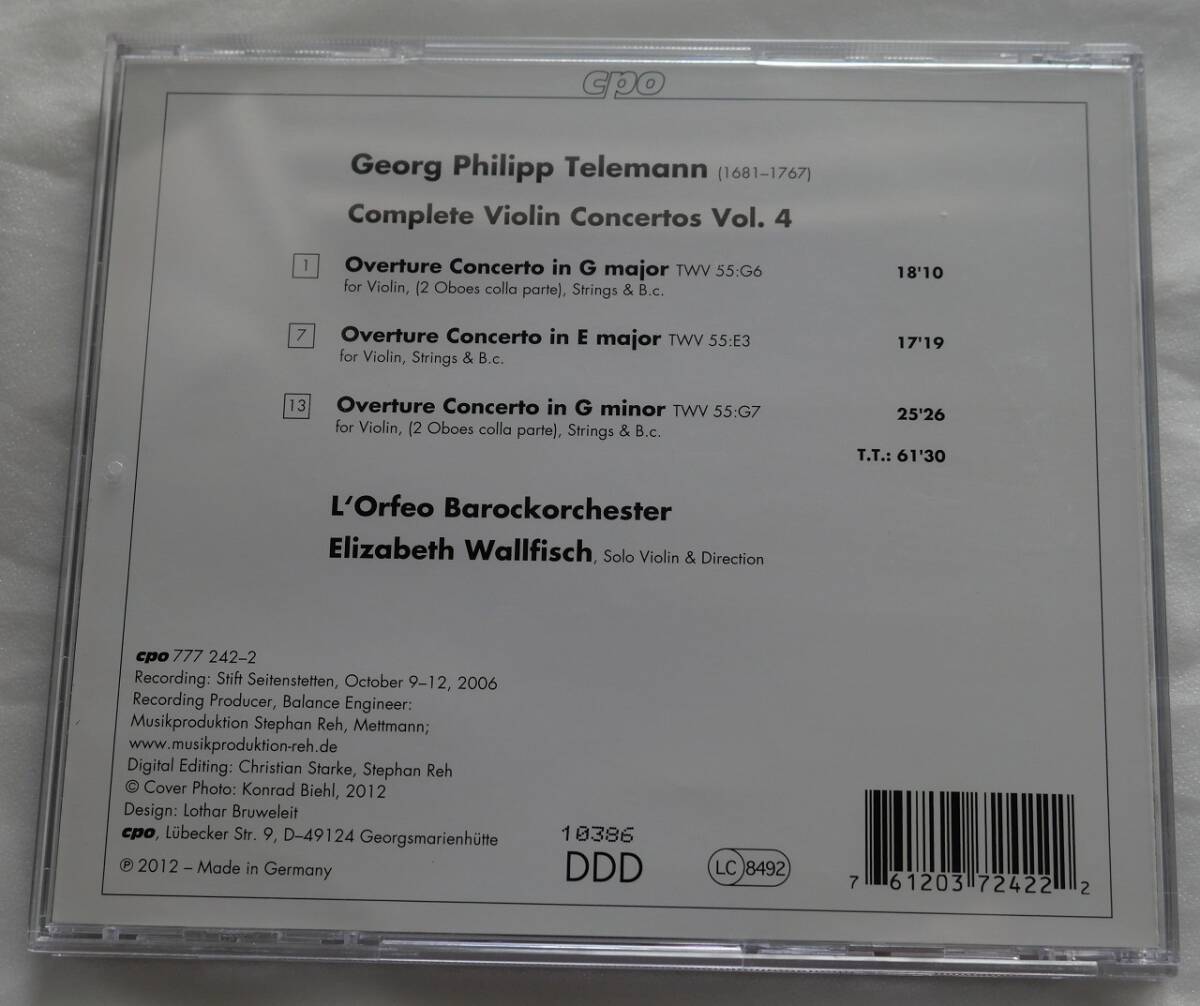 cpo
Georg Philipp Telemann (1681–1767)
Complete Violin Concertos Vol. 4
1 Overture Concerto in G major TWV 55:G6 18'10
for Violin, (2 Oboes colla parte), Strings & B.c.
7 Overture Concerto in E major TWV 55:E3 17'19
for Violin, Strings & B.c.
13 Overture Concerto in G minor TWV 55:G7 25'26
for Violin, (2 Oboes colla parte), Strings & B.c.
T.T.: 61'30
L‘Orfeo Barockorchester
Elizabeth Wallfisch, Solo Violin & Direction
cpo 777 242–2
Recording: Stift Seitenstetten, October 9–12, 2006
Recording Producer, Balance Engineer:
Musikproduktion Stephan Reh, Mettmann;
www.musikproduktion-reh.de
Digital Editing: Christian Starke, Stephan Reh
© Cover Photo: Konrad Biehl, 2012
Design: Lothar Bruweleit
cpo, Lübecker Str. 9, D–49124 Georgsmarienhütte
℗ 2012 – Made in Germany
10386
DDD
LC 8492
7 61203 72422 2